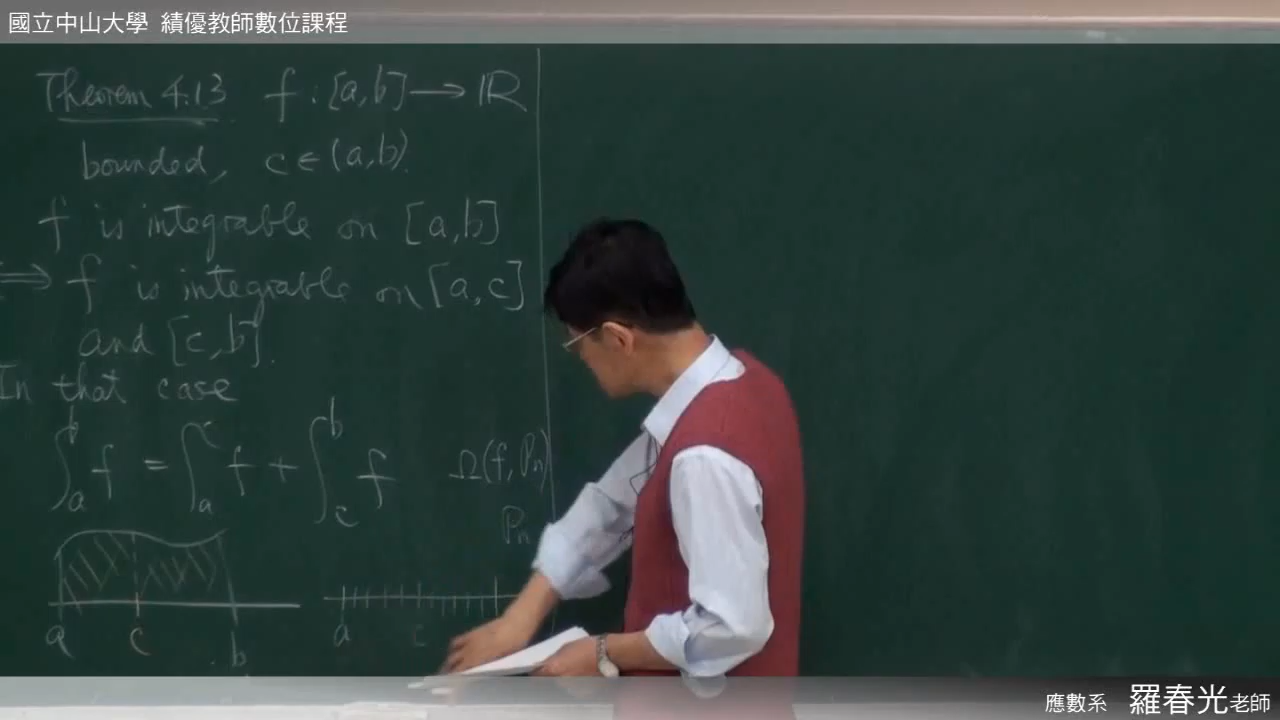 國立中山大學 績優教師數位課程
Theorem 4.13 f : [a,b] → ℝ
bounded, c ∈ (a,b).
f is integrable on [a,b]
⟺ f is integrable on [a,c]
and [c,b].
In that case
∫_a^b f = ∫_a^c f + ∫_c^b f Ω(f, Pn)
Pn
a c b
a c
應數系 羅春光老師